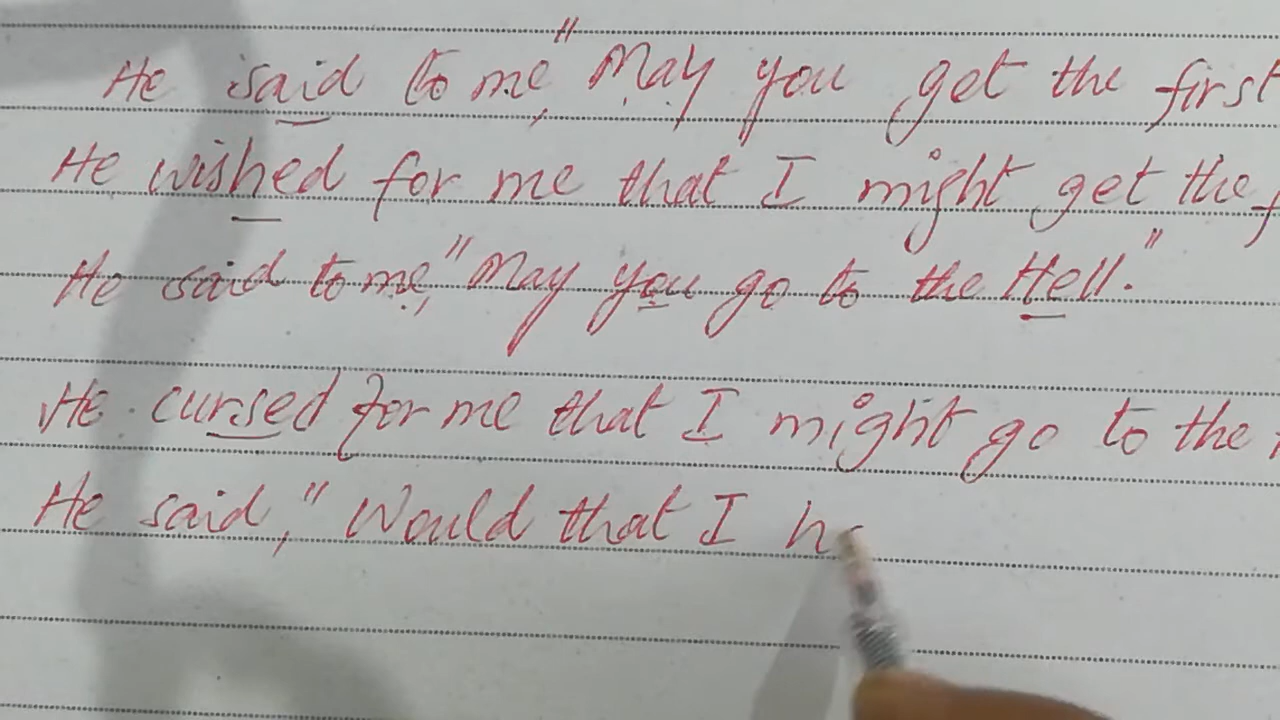 He said to me, "May you get the first
He wished for me that I might get the f
He said to me, "May you go to the Hell."
He cursed for me that I might go to the
He said, "Would that I h